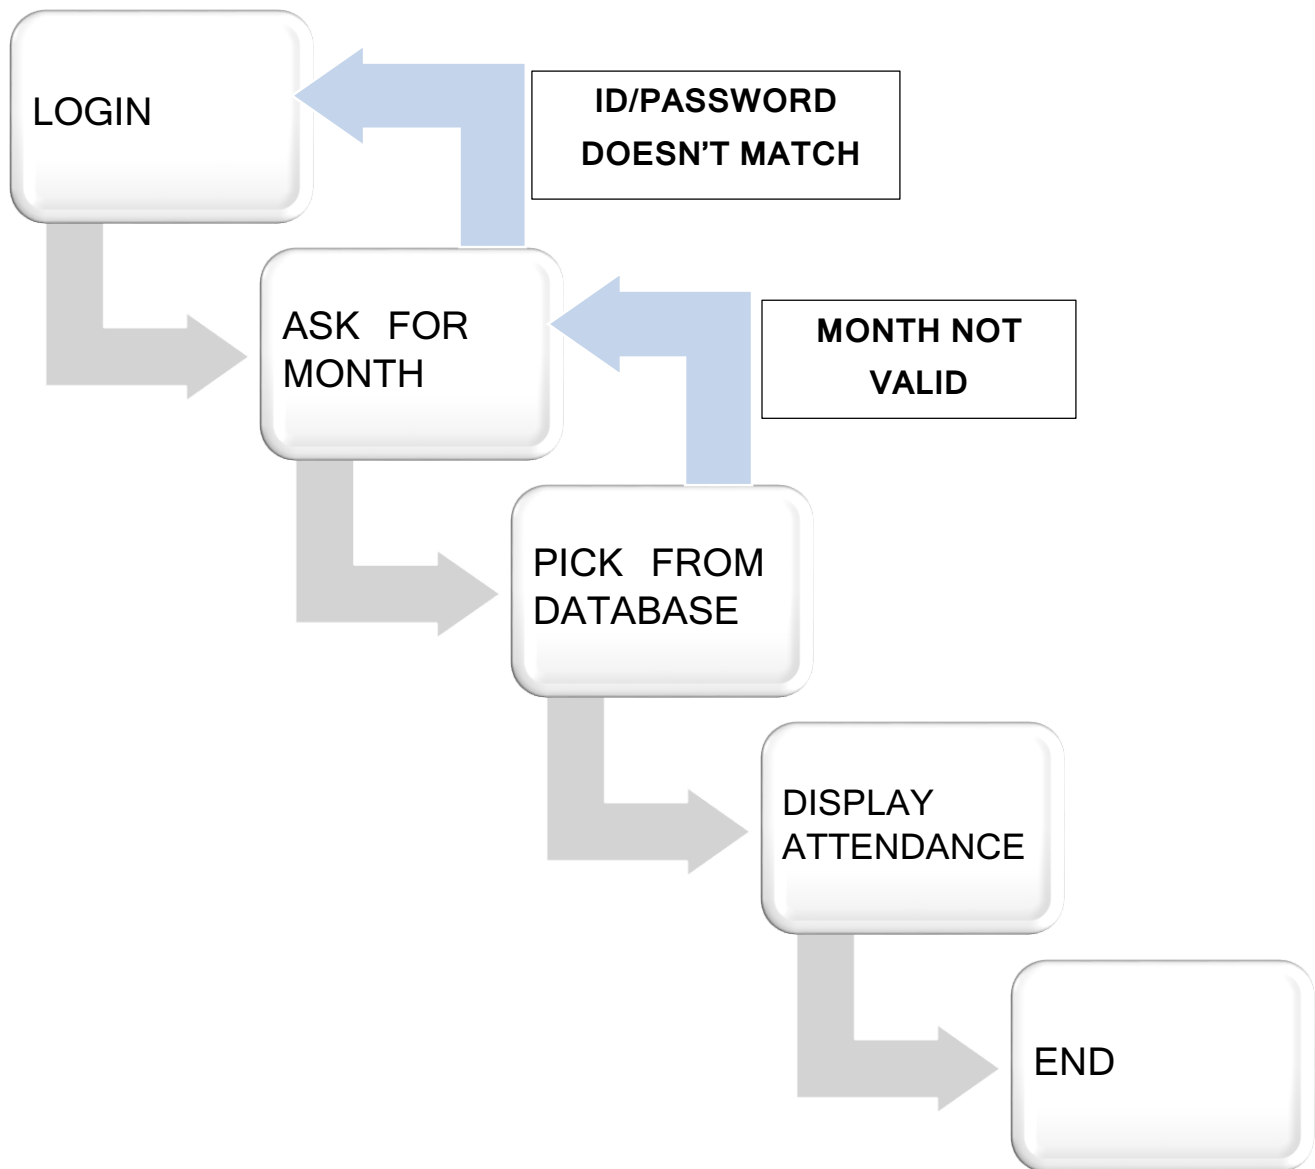 LOGIN
ID/PASSWORD
DOESN’T MATCH
ASK FOR
MONTH
MONTH NOT
VALID
PICK FROM
DATABASE
DISPLAY
ATTENDANCE
END